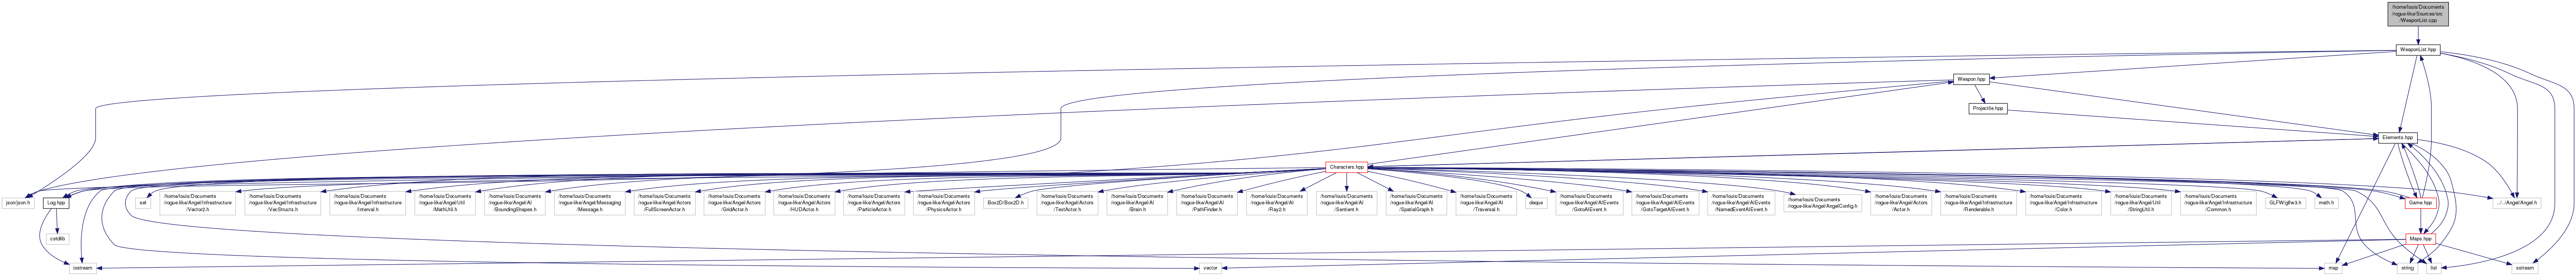 /home/louis/Documents
/rogue-like/Sources/src
/WeaponList.cpp
WeaponList.hpp
Weapon.hpp
Projectile.hpp
Elements.hpp
Characters.hpp
json/json.h
Log.hpp
set
/home/louis/Documents
/rogue-like/Angel/Infrastructure
/Vector2.h
/home/louis/Documents
/rogue-like/Angel/Infrastructure
/VecStructs.h
/home/louis/Documents
/rogue-like/Angel/Infrastructure
/Interval.h
/home/louis/Documents
/rogue-like/Angel/Util
/MathUtil.h
/home/louis/Documents
/rogue-like/Angel/AI
/BoundingShapes.h
/home/louis/Documents
/rogue-like/Angel/Messaging
/Message.h
/home/louis/Documents
/rogue-like/Angel/Actors
/FullScreenActor.h
/home/louis/Documents
/rogue-like/Angel/Actors
/GridActor.h
/home/louis/Documents
/rogue-like/Angel/Actors
/HUDActor.h
/home/louis/Documents
/rogue-like/Angel/Actors
/ParticleActor.h
/home/louis/Documents
/rogue-like/Angel/Actors
/PhysicsActor.h
Box2D/Box2D.h
/home/louis/Documents
/rogue-like/Angel/Actors
/TextActor.h
/home/louis/Documents
/rogue-like/Angel/AI
/Brain.h
/home/louis/Documents
/rogue-like/Angel/AI
/PathFinder.h
/home/louis/Documents
/rogue-like/Angel/AI
/Ray2.h
/home/louis/Documents
/rogue-like/Angel/AI
/Sentient.h
/home/louis/Documents
/rogue-like/Angel/AI
/SpatialGraph.h
/home/louis/Documents
/rogue-like/Angel/AI
/Traversal.h
deque
/home/louis/Documents
/rogue-like/Angel/AIEvents
/GotoAIEvent.h
/home/louis/Documents
/rogue-like/Angel/AIEvents
/GotoTargetAIEvent.h
/home/louis/Documents
/rogue-like/Angel/AIEvents
/NamedEventAIEvent.h
/home/louis/Documents
/rogue-like/Angel/AngelConfig.h
/home/louis/Documents
/rogue-like/Angel/Actors
/Actor.h
/home/louis/Documents
/rogue-like/Angel/Infrastructure
/Renderable.h
/home/louis/Documents
/rogue-like/Angel/Infrastructure
/Color.h
/home/louis/Documents
/rogue-like/Angel/Util
/StringUtil.h
/home/louis/Documents
/rogue-like/Angel/Infrastructure
/Common.h
GLFW/glfw3.h
math.h
Game.hpp
../../Angel/Angel.h
cstdlib
Maps.hpp
iostream
vector
map
string
list
sstream